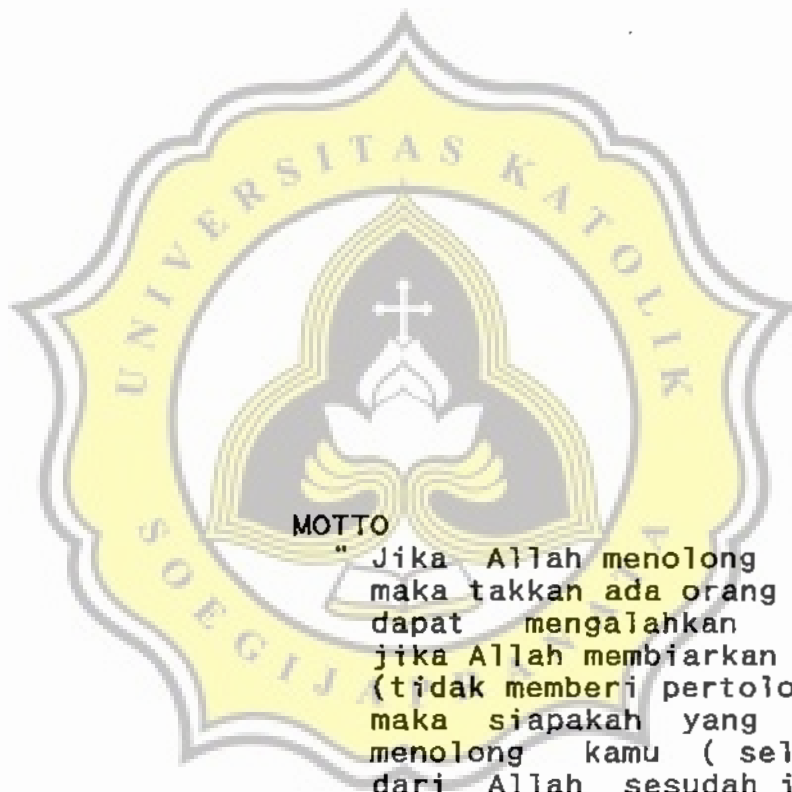 UNIVERSITAS KATOLIK
MOTTO
" Jika Allah menolong
maka takkan ada orang
dapat mengalahkan
jika Allah membiarkan
(tidak memberi pertolo
maka siapakah yang
menolong kamu ( sel
dari Allah sesudah i